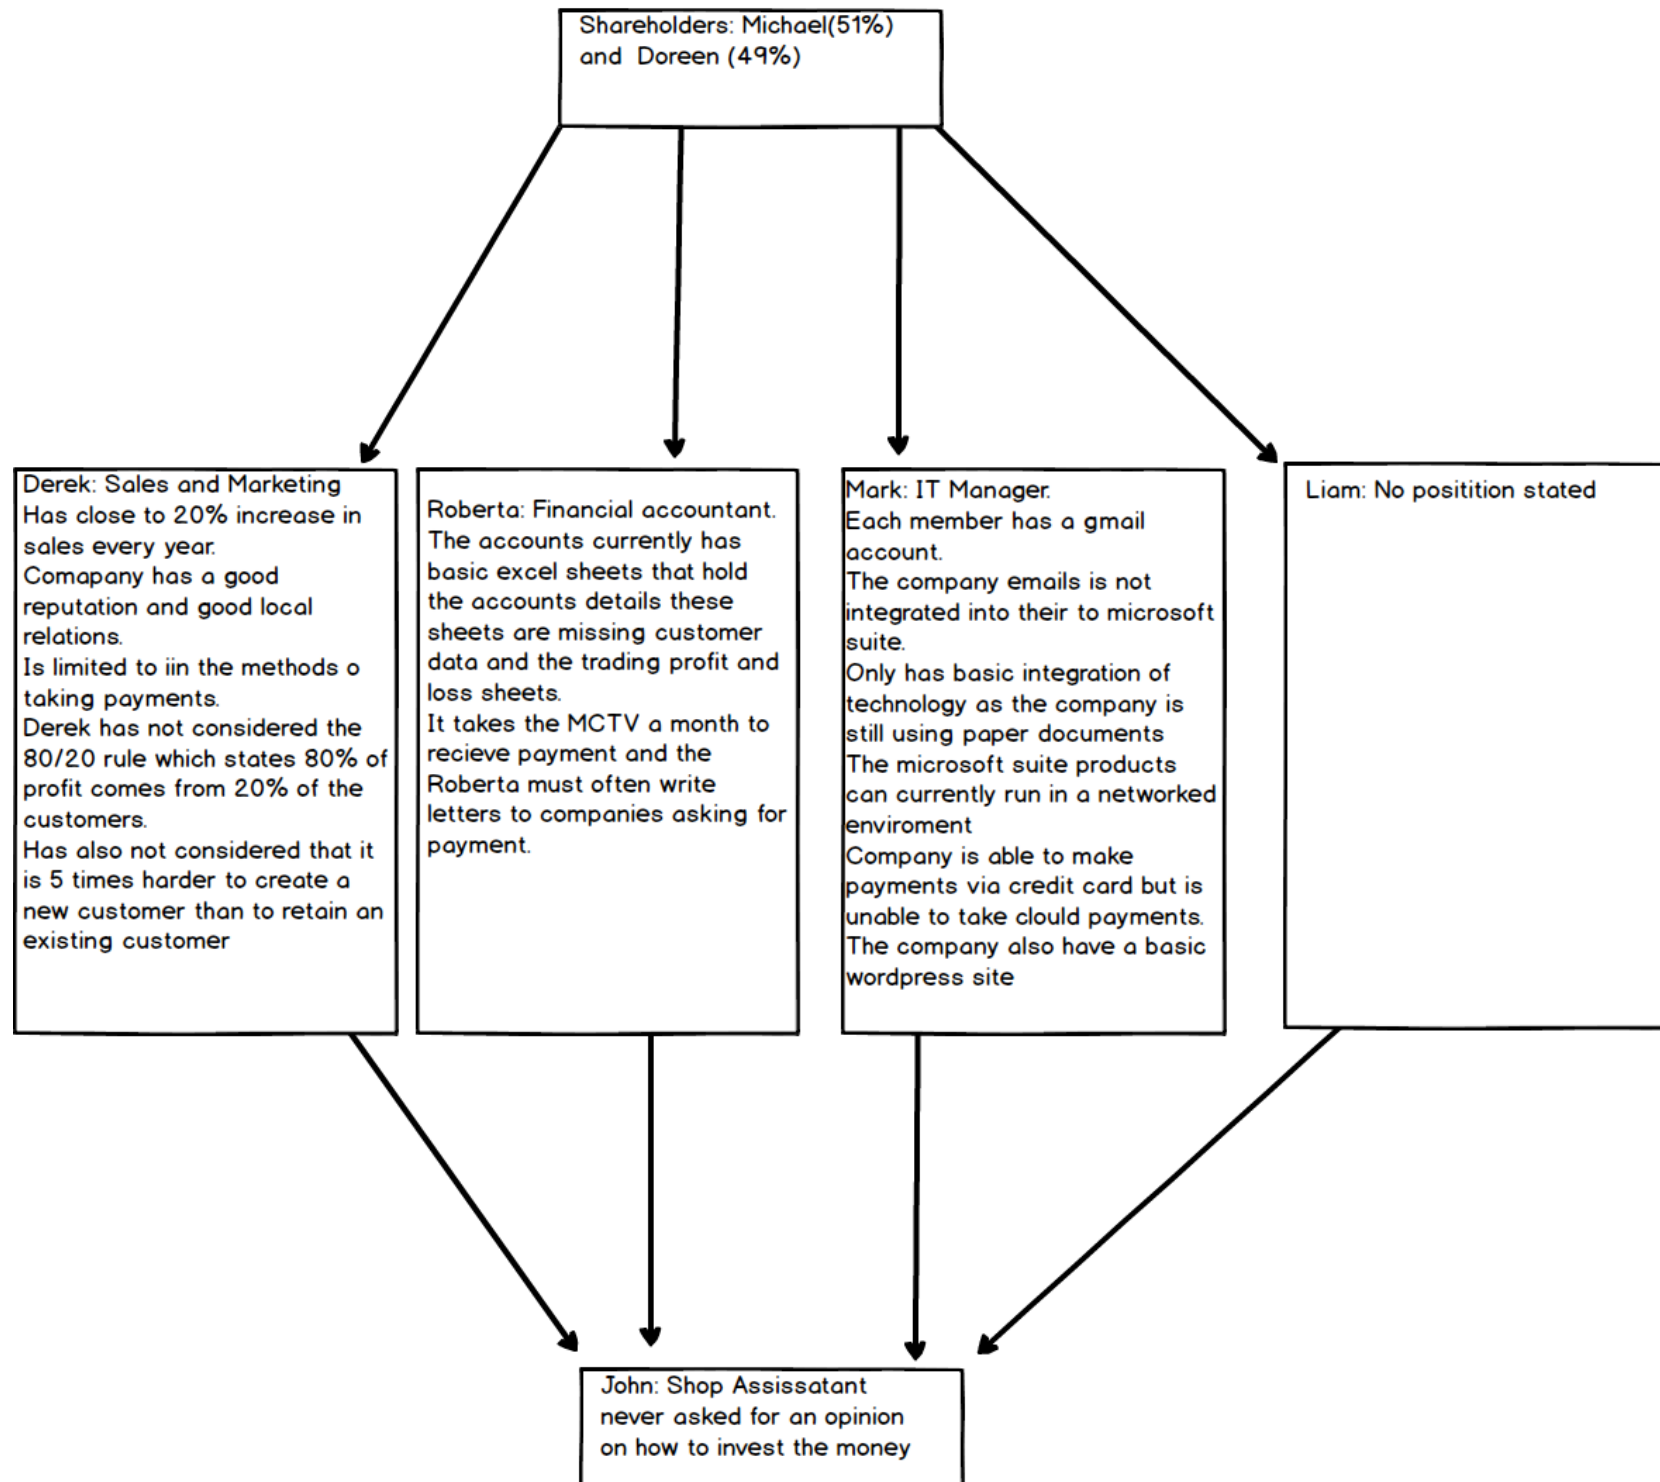 Shareholders: Michael(51%)
and Doreen (49%)
Derek: Sales and Marketing
Has close to 20% increase in
sales every year.
Comapany has a good
reputation and good local
relations.
Is limited to iin the methods o
taking payments.
Derek has not considered the
80/20 rule which states 80% of
profit comes from 20% of the
customers.
Has also not considered that it
is 5 times harder to create a
new customer than to retain an
existing customer
Roberta: Financial accountant.
The accounts currently has
basic excel sheets that hold
the accounts details these
sheets are missing customer
data and the trading profit and
loss sheets.
It takes the MCTV a month to
recieve payment and the
Roberta must often write
letters to companies asking for
payment.
Mark: IT Manager.
Each member has a gmail
account.
The company emails is not
integrated into their to microsoft
suite.
Only has basic integration of
technology as the company is
still using paper documents
The microsoft suite products
can currently run in a networked
enviroment
Company is able to make
payments via credit card but is
unable to take clould payments.
The company also have a basic
wordpress site
Liam: No positition stated
John: Shop Assissatant
never asked for an opinion
on how to invest the money